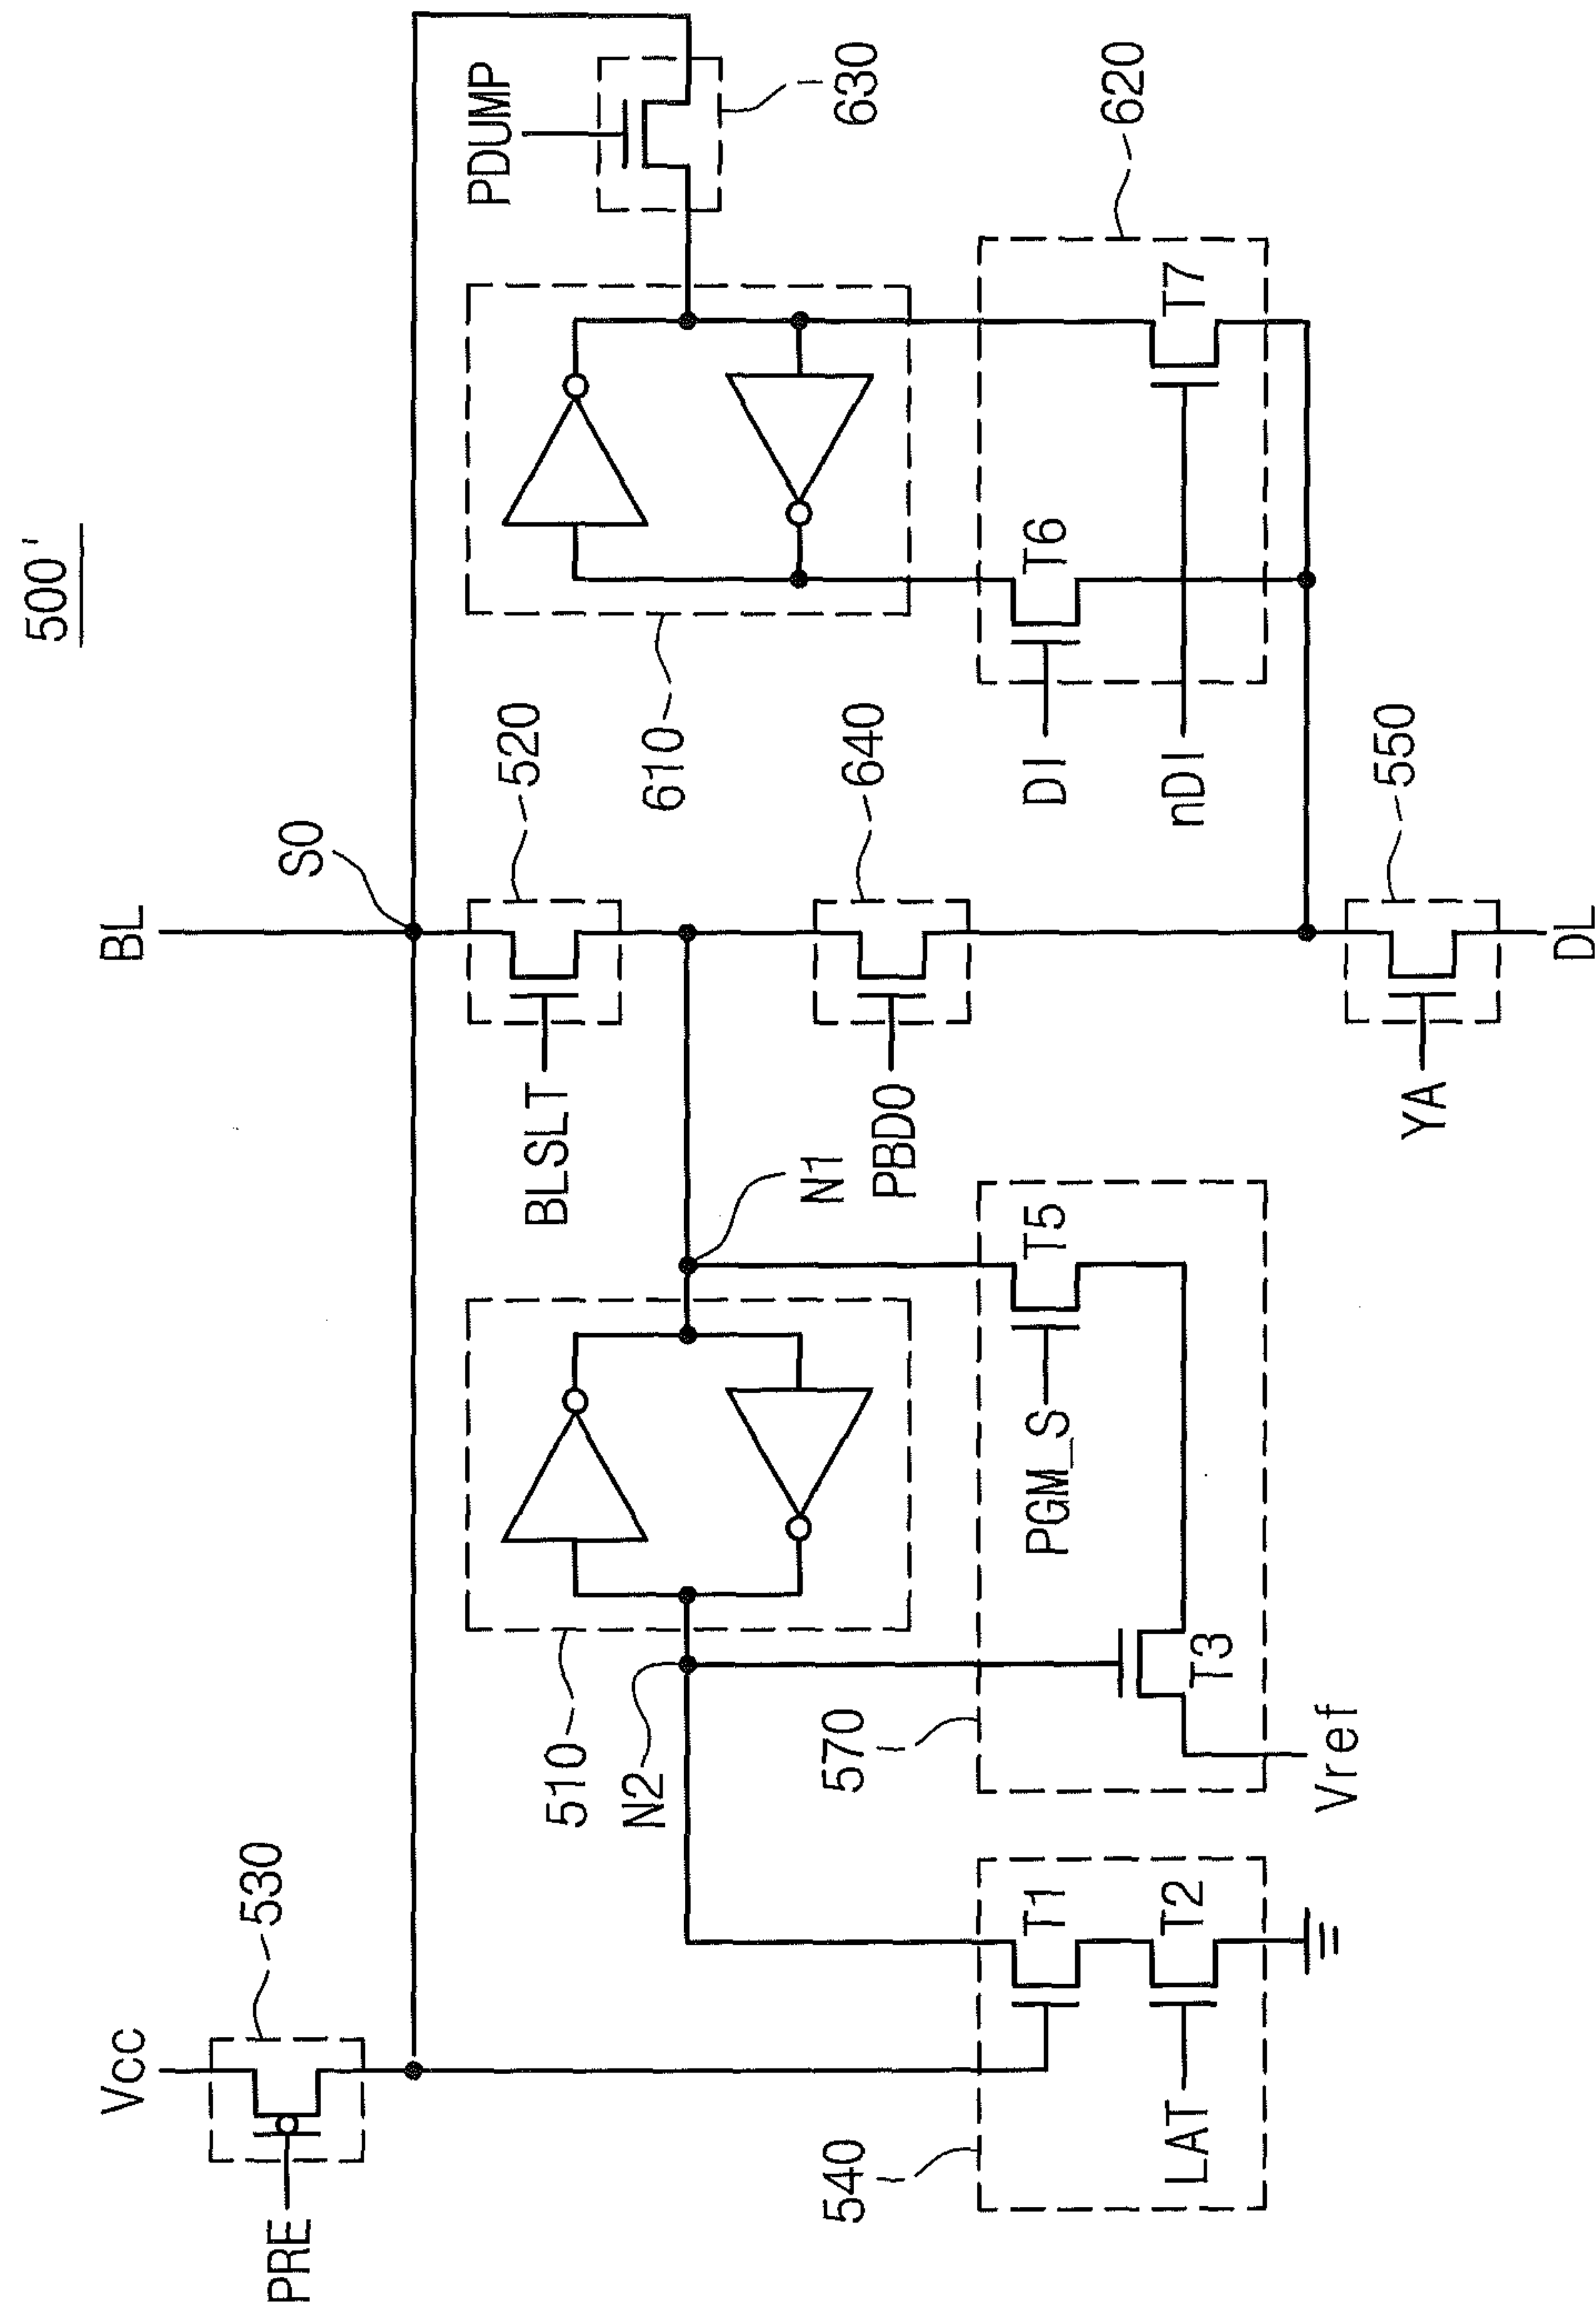 500'
BL
S0
Vcc
530
PRE
PDUMP
630
520
BLSLT
610
510
N2
N1
640
PBD0
620
T6
T7
DI
nDI
570
PGM_S
T5
T3
Vref
540
T1
T2
LAT
550
YA
DL